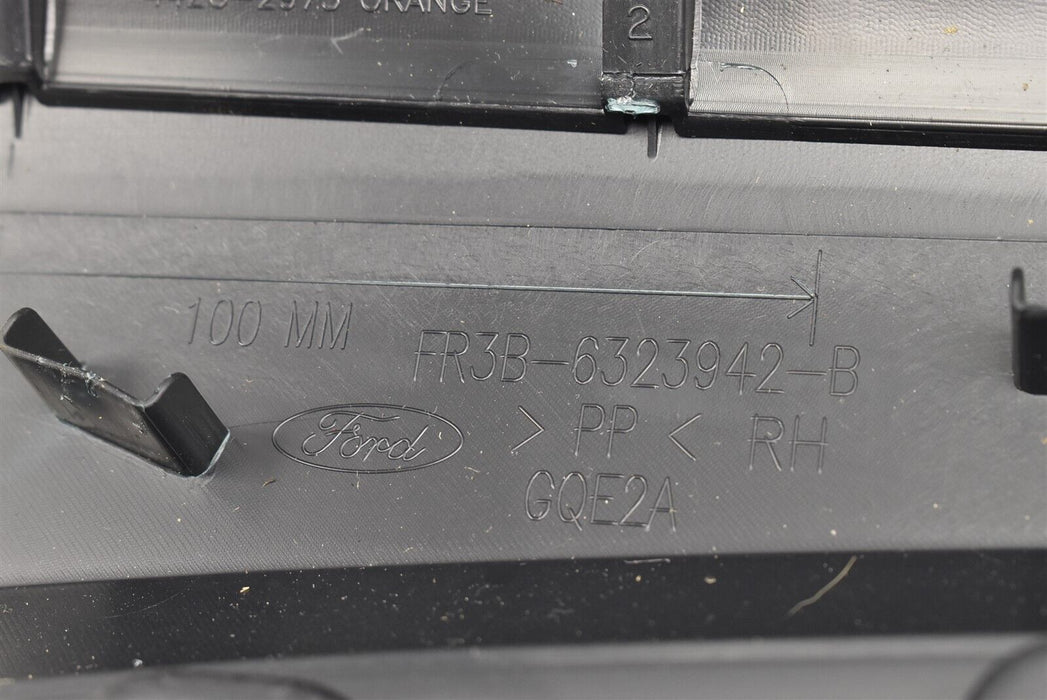 ORANGE
2
100 MM
FR3B-6323942-B
Ford
> PP < RH
GQE2A